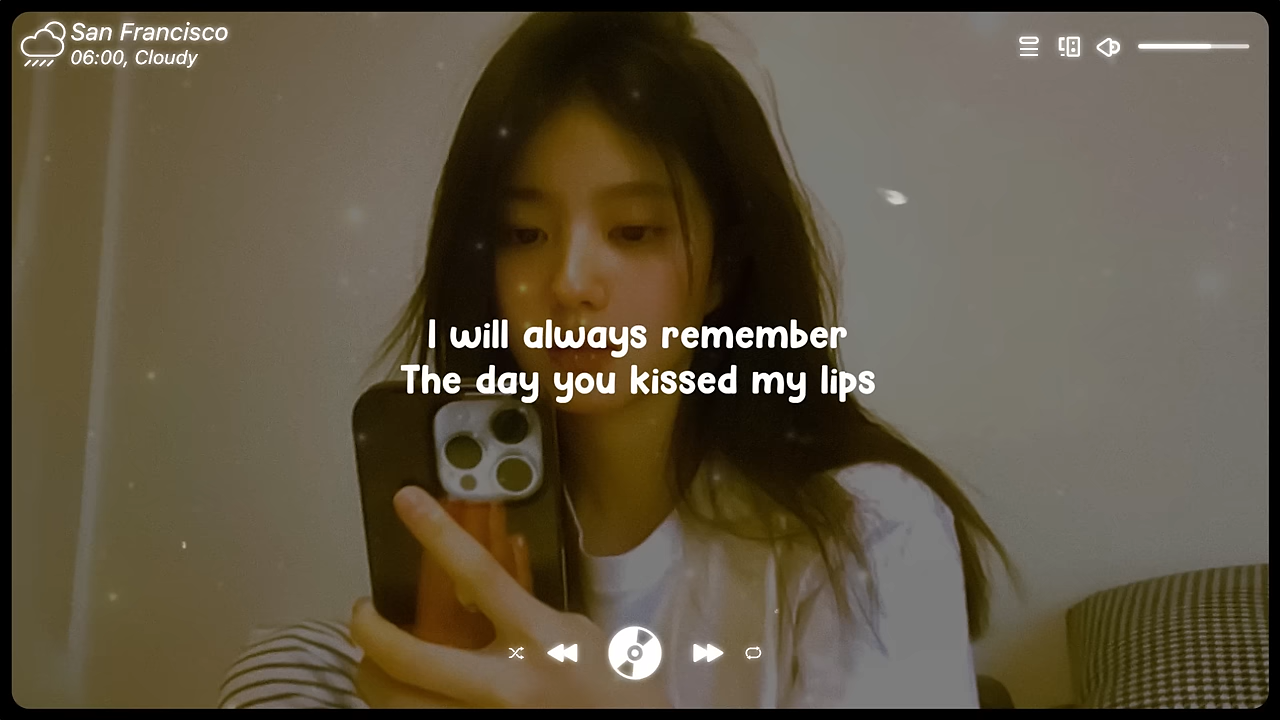 San Francisco
06:00, Cloudy
I will always remember
The day you kissed my lips